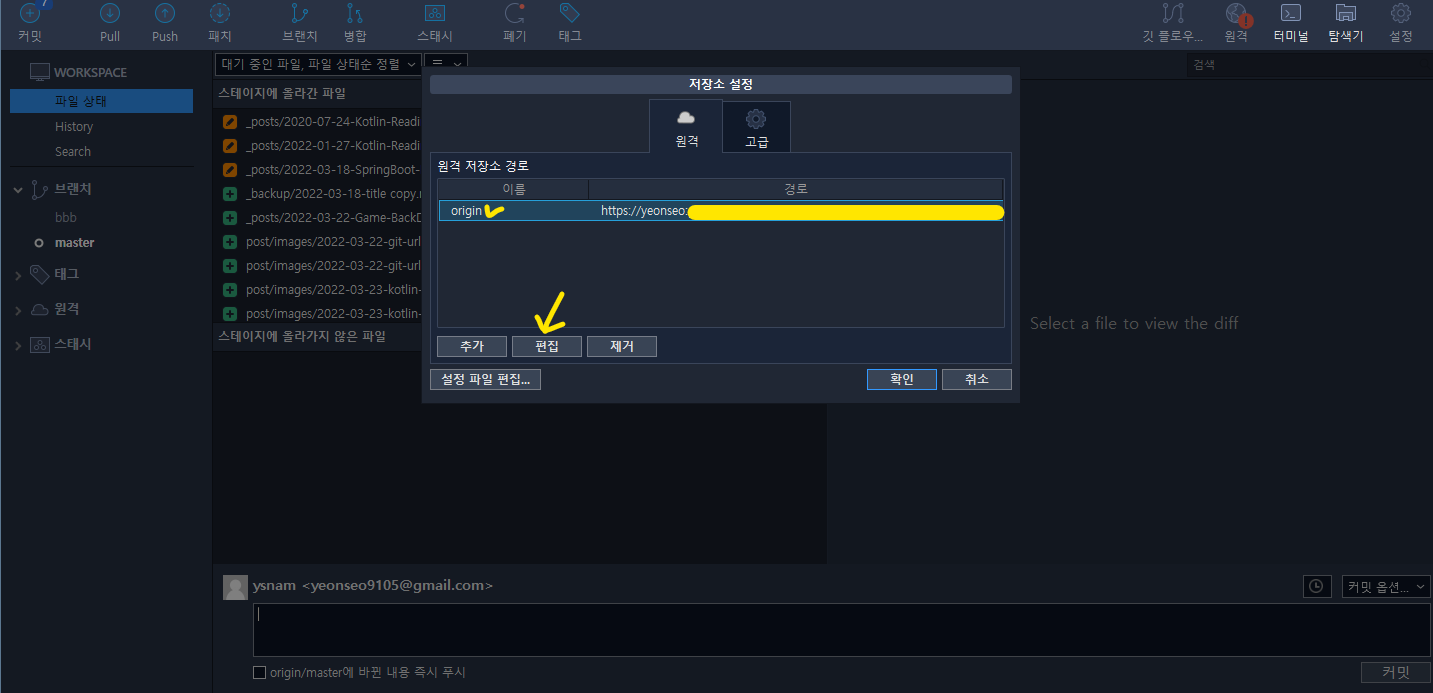 7
커밋
Pull
Push
패치
브랜치
병합
스태시
폐기
태그
깃 플로우...
원격
터미널
탐색기
설정
WORKSPACE
파일 상태
History
Search
브랜치
bbb
master
태그
원격
스태시
대기 중인 파일, 파일 상태순 정렬
검색
스테이지에 올라간 파일
_posts/2020-07-24-Kotlin-Readi
_posts/2022-01-27-Kotlin-Readi
_posts/2022-03-18-SpringBoot-
_backup/2022-03-18-title copy.
_posts/2022-03-22-Game-Back
post/images/2022-03-22-git-url
post/images/2022-03-22-git-url
post/images/2022-03-23-kotlin-
post/images/2022-03-23-kotlin-
스테이지에 올라가지 않은 파일
저장소 설정
원격
고급
원격 저장소 경로
이름
경로
origin
https://yeonseo:
추가
편집
제거
설정 파일 편집...
확인
취소
Select a file to view the diff
ysnam <yeonseo9105@gmail.com>
커밋 옵션...
origin/master에 바뀐 내용 즉시 푸시
커밋